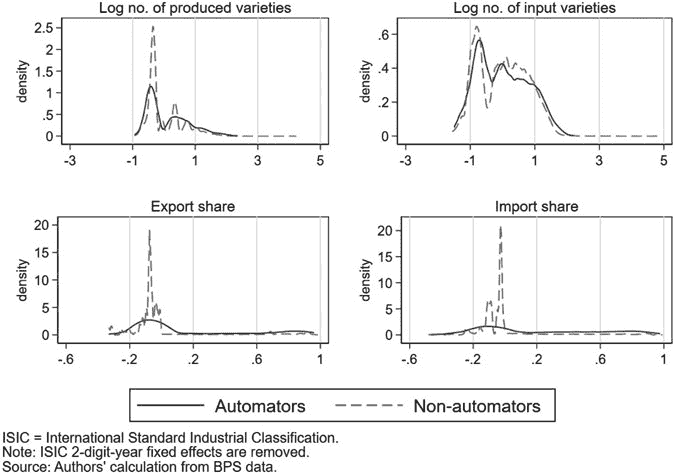 Log no. of produced varieties
density
2.5
2
1.5
1
.5
0
-3 -1 1 3 5
Log no. of input varieties
density
.6
.4
.2
0
-3 -1 1 3 5
Export share
density
20
15
10
5
0
-.6 -.2 .2 .6 1
Import share
density
20
15
10
5
0
-.6 -.2 .2 .6 1
Automators Non-automators
ISIC = International Standard Industrial Classification.
Note: ISIC 2-digit-year fixed effects are removed.
Source: Authors' calculation from BPS data.